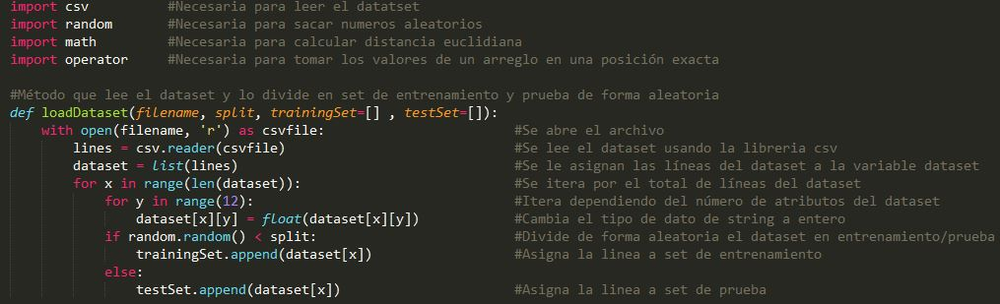 import csv          #Necesaria para leer el datatset
import random       #Necesaria para sacar numeros aleatorios
import math         #Necesaria para calcular distancia euclidiana
import operator     #Necesaria para tomar los valores de un arreglo en una posición exacta

#Método que lee el dataset y lo divide en set de entrenamiento y prueba de forma aleatoria
def loadDataset(filename, split, trainingSet=[] , testSet=[]):
    with open(filename, 'r') as csvfile:                        #Se abre el archivo
        lines = csv.reader(csvfile)                             #Se lee el dataset usando la libreria csv
        dataset = list(lines)                                   #Se le asignan las líneas del dataset a la variable dataset
        for x in range(len(dataset)):                           #Se itera por el total de líneas del dataset
            for y in range(12):                                 #Itera dependiendo del número de atributos del dataset
                dataset[x][y] = float(dataset[x][y])            #Cambia el tipo de dato de string a entero
            if random.random() < split:                         #Divide de forma aleatoria el dataset en entrenamiento/prueba
                trainingSet.append(dataset[x])                  #Asigna la linea a set de entrenamiento
            else:
                testSet.append(dataset[x])                      #Asigna la linea a set de prueba